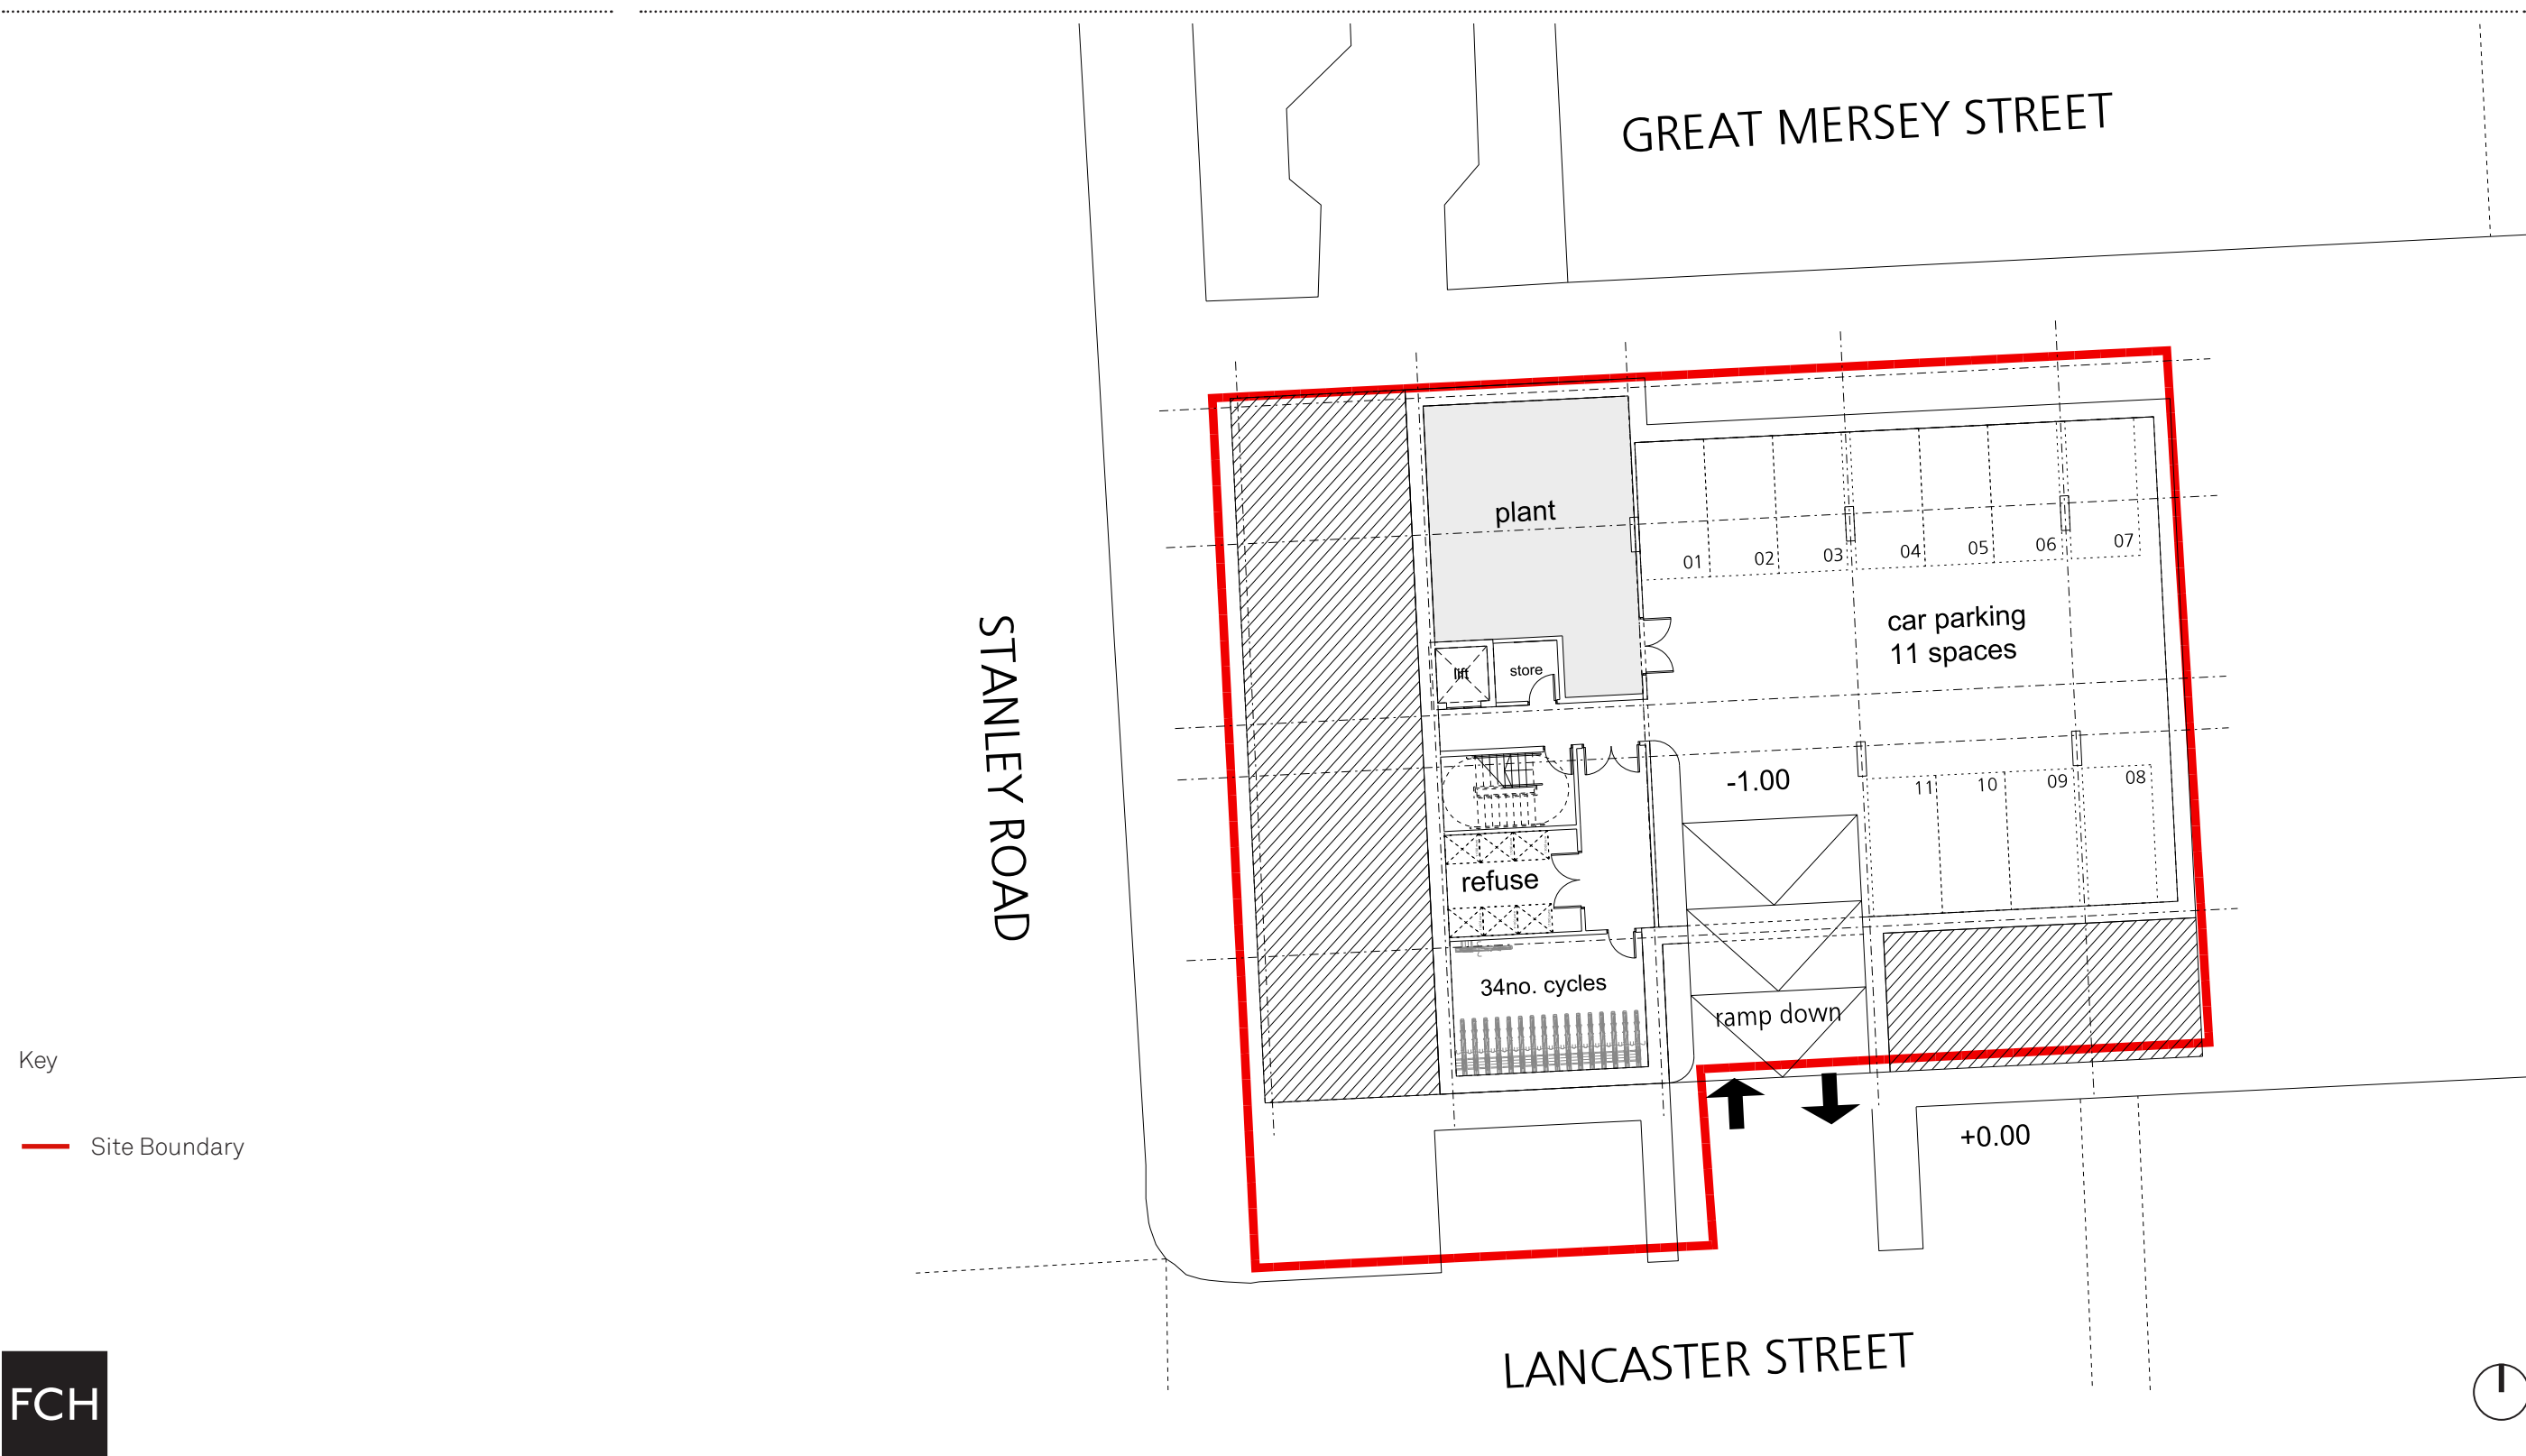 GREAT MERSEY STREET
plant
01
02
03
04
05
06
07
car parking
11 spaces
lift
store
STANLEY ROAD
-1.00
11
10
09
08
refuse
34no. cycles
ramp down
Key
+0.00
Site Boundary
LANCASTER STREET
FCH